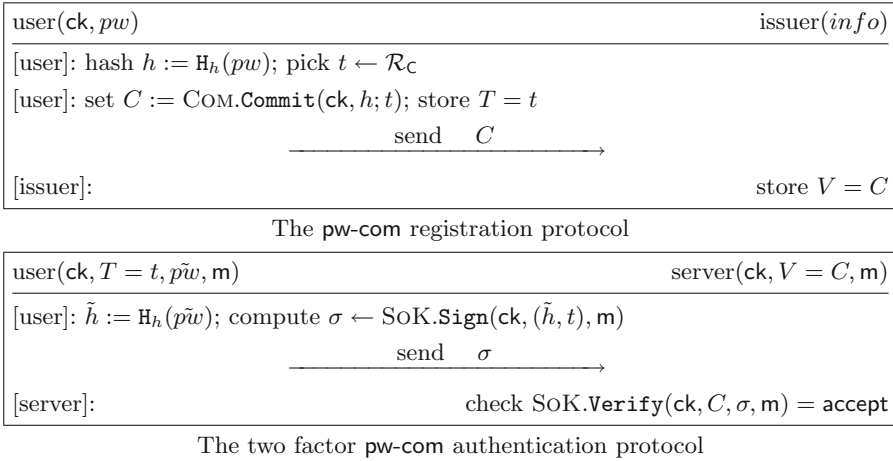 user(ck, pw) issuer(info)
[user]: hash h := H_h(pw); pick t ← R_C
[user]: set C := COM.Commit(ck, h; t); store T = t
send C
[issuer]: store V = C
The pw-com registration protocol
user(ck, T = t, p̃w, m) server(ck, V = C, m)
[user]: h̃ := H_h(p̃w); compute σ ← SOK.Sign(ck, (h̃, t), m)
send σ
[server]: check SOK.Verify(ck, C, σ, m) = accept
The two factor pw-com authentication protocol